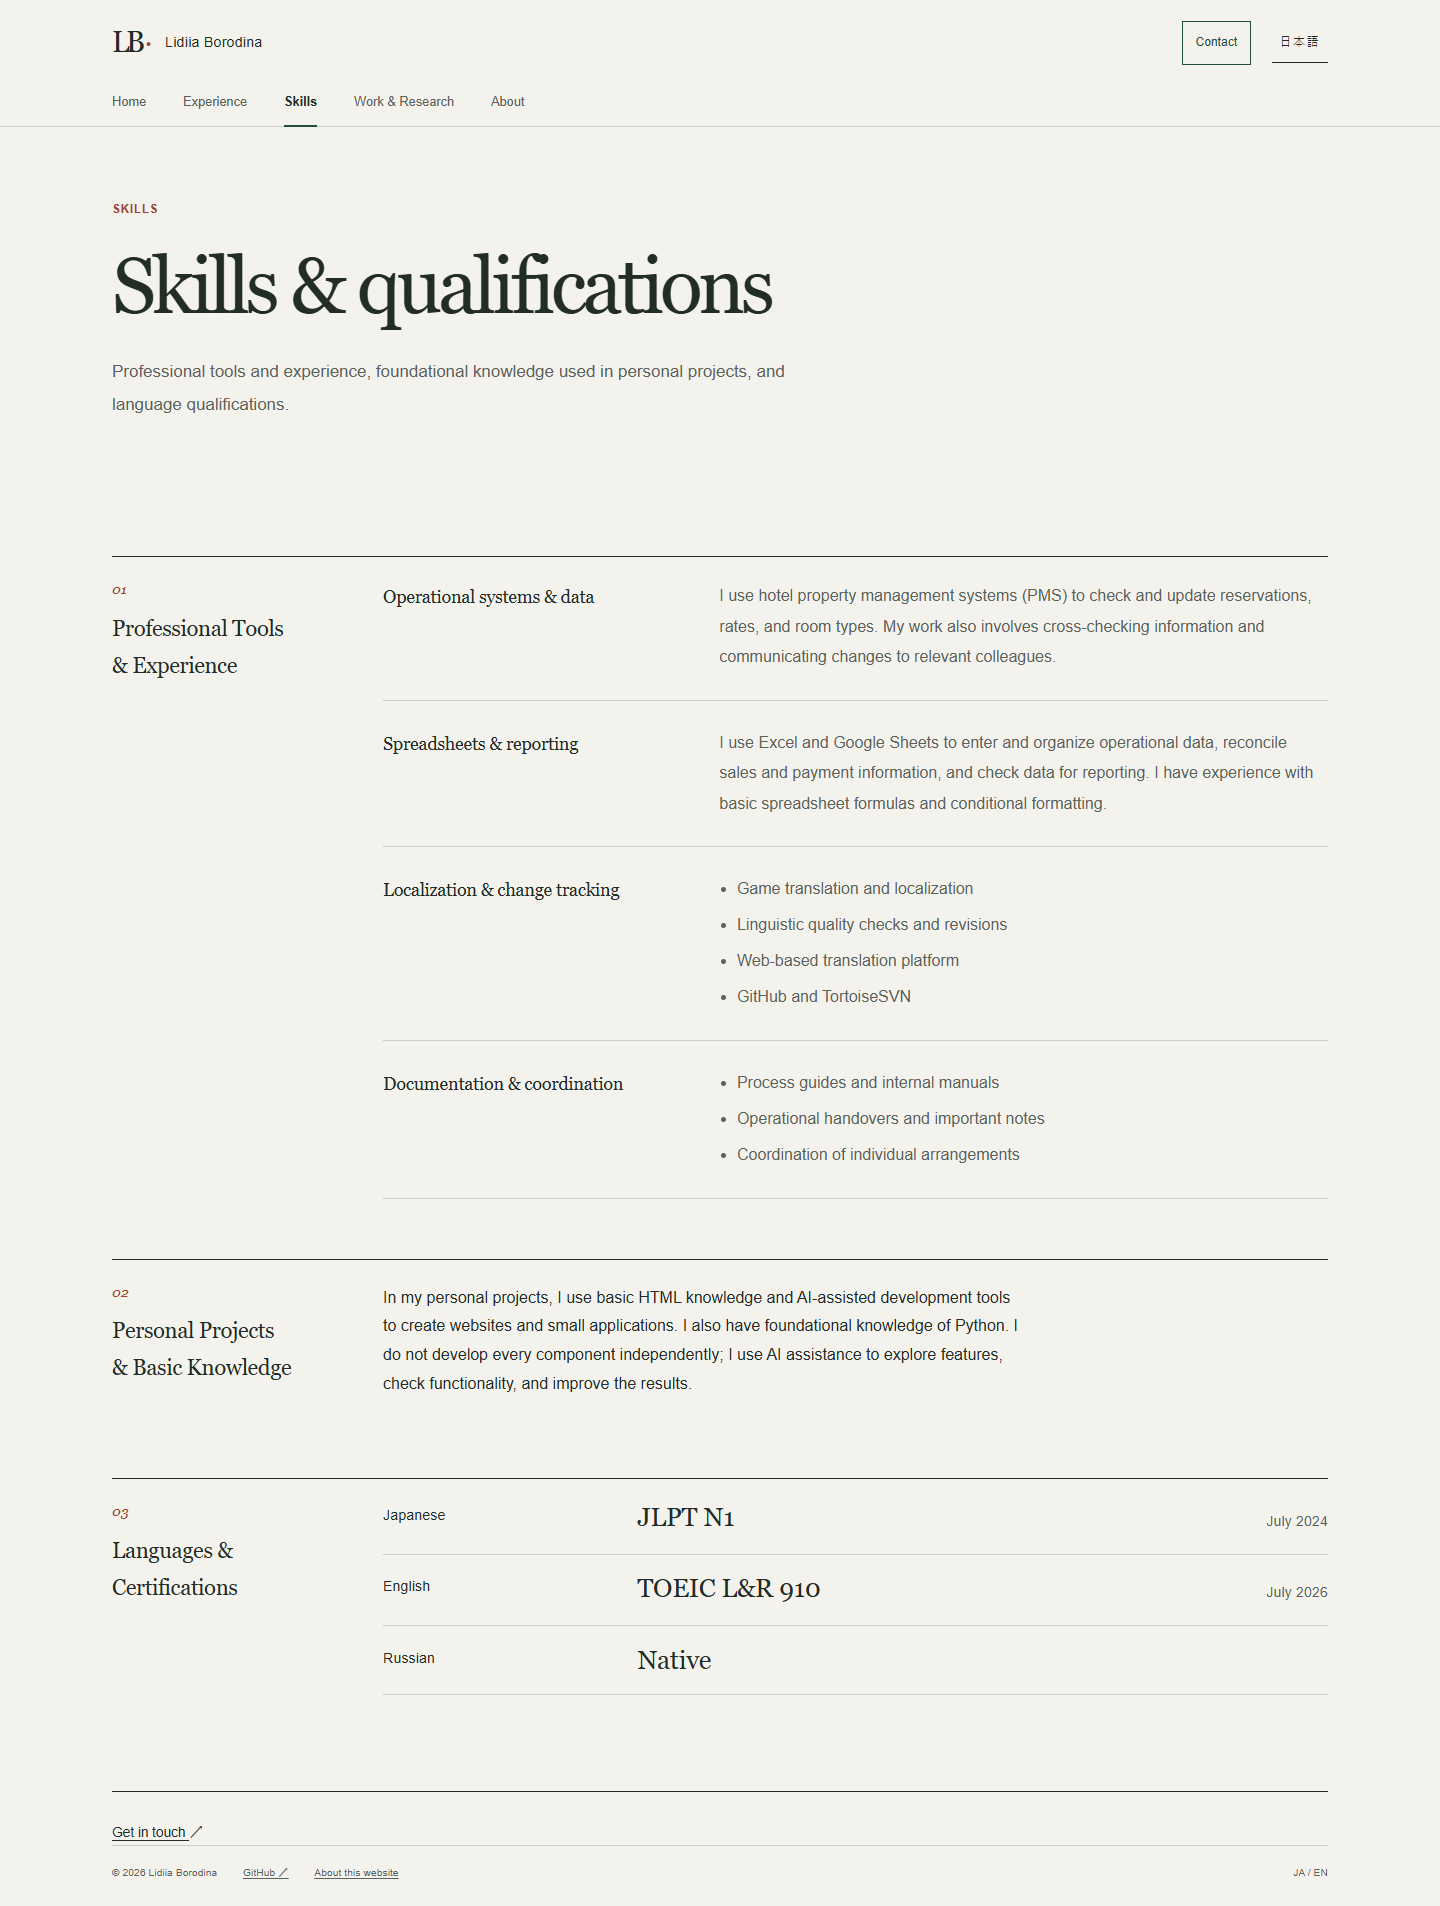 LB· Lidiia Borodina
Contact
日本語
Home Experience Skills Work & Research About
SKILLS
Skills & qualifications
Professional tools and experience, foundational knowledge used in personal projects, and
language qualifications.
01
Professional Tools
& Experience
Operational systems & data
I use hotel property management systems (PMS) to check and update reservations,
rates, and room types. My work also involves cross-checking information and
communicating changes to relevant colleagues.
Spreadsheets & reporting
I use Excel and Google Sheets to enter and organize operational data, reconcile
sales and payment information, and check data for reporting. I have experience with
basic spreadsheet formulas and conditional formatting.
Localization & change tracking
• Game translation and localization
• Linguistic quality checks and revisions
• Web-based translation platform
• GitHub and TortoiseSVN
Documentation & coordination
• Process guides and internal manuals
• Operational handovers and important notes
• Coordination of individual arrangements
02
Personal Projects
& Basic Knowledge
In my personal projects, I use basic HTML knowledge and AI-assisted development tools
to create websites and small applications. I also have foundational knowledge of Python. I
do not develop every component independently; I use AI assistance to explore features,
check functionality, and improve the results.
03
Languages &
Certifications
Japanese JLPT N1 July 2024
English TOEIC L&R 910 July 2026
Russian Native
Get in touch ↗
© 2026 Lidiia Borodina GitHub ↗ About this website JA / EN